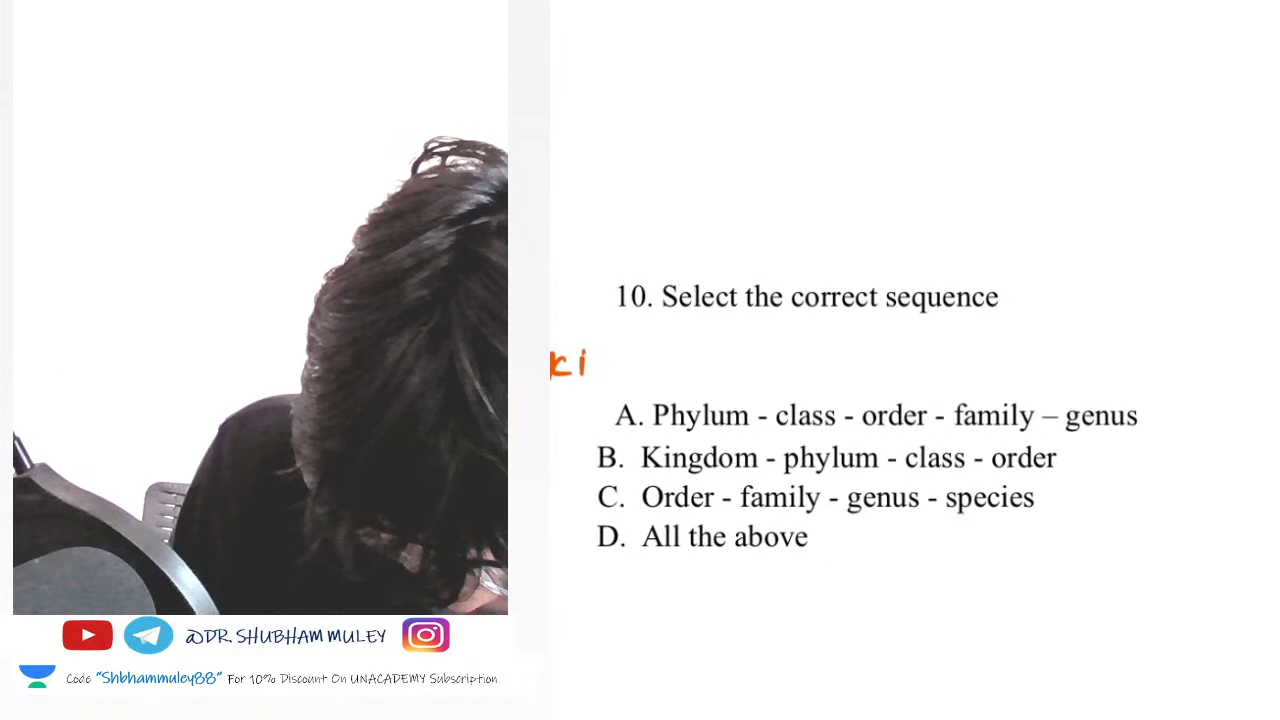 10. Select the correct sequence
Ki
A. Phylum - class - order - family – genus
B. Kingdom - phylum - class - order
C. Order - family - genus - species
D. All the above
@DR. SHUBHAM MULEY
Code "Shbhammuley88" For 10% Discount On UNACADEMY Subscription